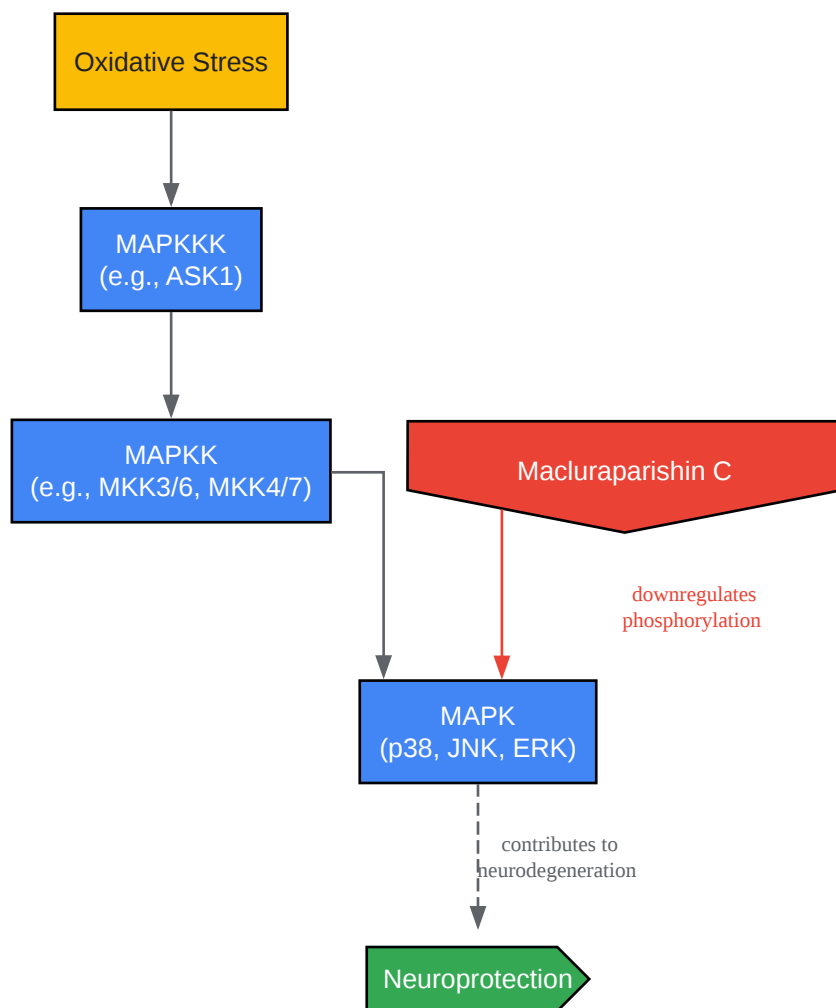 Oxidative Stress
MAPKKK
(e.g., ASK1)
MAPKK
(e.g., MKK3/6, MKK4/7)
Macluraparishin C
downregulates
phosphorylation
MAPK
(p38, JNK, ERK)
contributes to
neurodegeneration
Neuroprotection